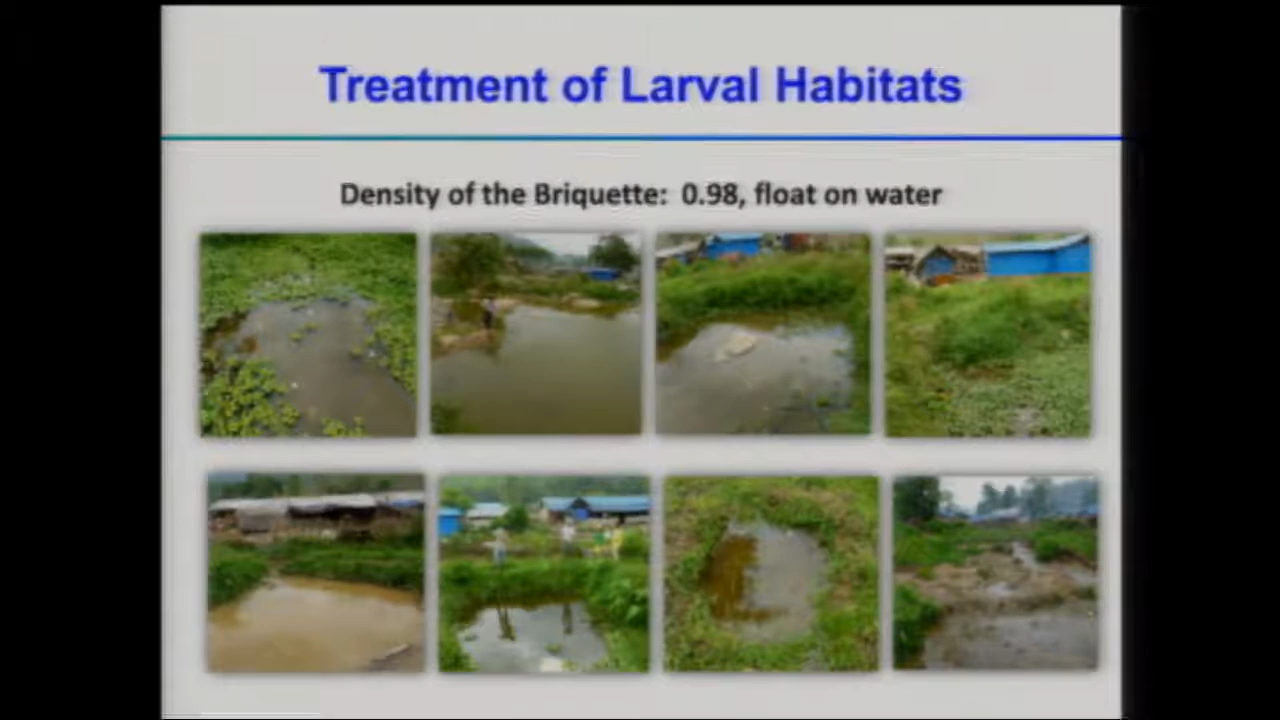 Treatment of Larval Habitats
Density of the Briquette:  0.98, float on water